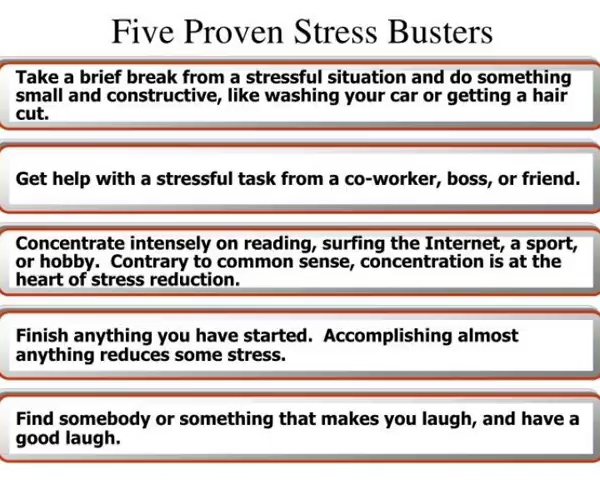 Five Proven Stress Busters
Take a brief break from a stressful situation and do something
small and constructive, like washing your car or getting a hair
cut.
Get help with a stressful task from a co-worker, boss, or friend.
Concentrate intensely on reading, surfing the Internet, a sport,
or hobby.  Contrary to common sense, concentration is at the
heart of stress reduction.
Finish anything you have started.  Accomplishing almost
anything reduces some stress.
Find somebody or something that makes you laugh, and have a
good laugh.